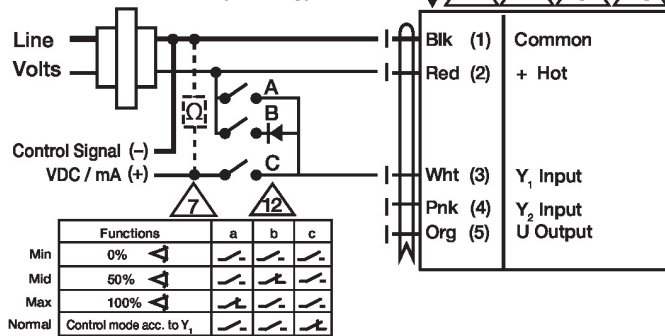 Line
Volts
Blk (1) Common
Red (2) + Hot
A
Ω
B
Control Signal (–)
VDC / mA (+)
C
Wht (3) Y₁ Input
7
12
Pnk (4) Y₂ Input
Org (5) U Output
Functions a b c
Min 0%
Mid 50%
Max 100%
Normal Control mode acc. to Y₁